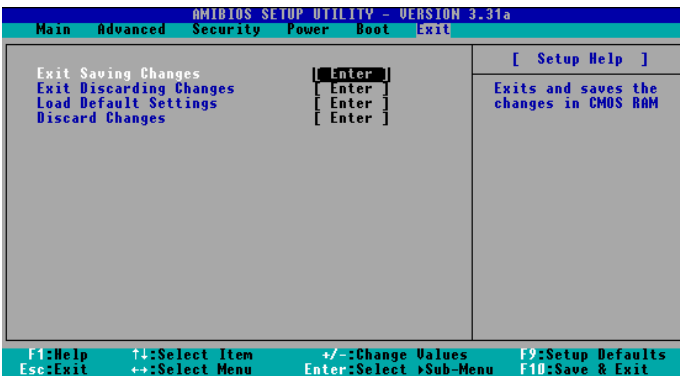 AMIBIOS SETUP UTILITY - VERSION 3.31a
Main Advanced Security Power Boot Exit
[ Setup Help ]
Exit Saving Changes [ Enter ]
Exit Discarding Changes [ Enter ]
Load Default Settings [ Enter ]
Discard Changes [ Enter ]
Exits and saves the
changes in CMOS RAM
F1:Help ↑↓:Select Item +/-:Change Values F9:Setup Defaults
Esc:Exit ↔:Select Menu Enter:Select ▸Sub-Menu F10:Save & Exit